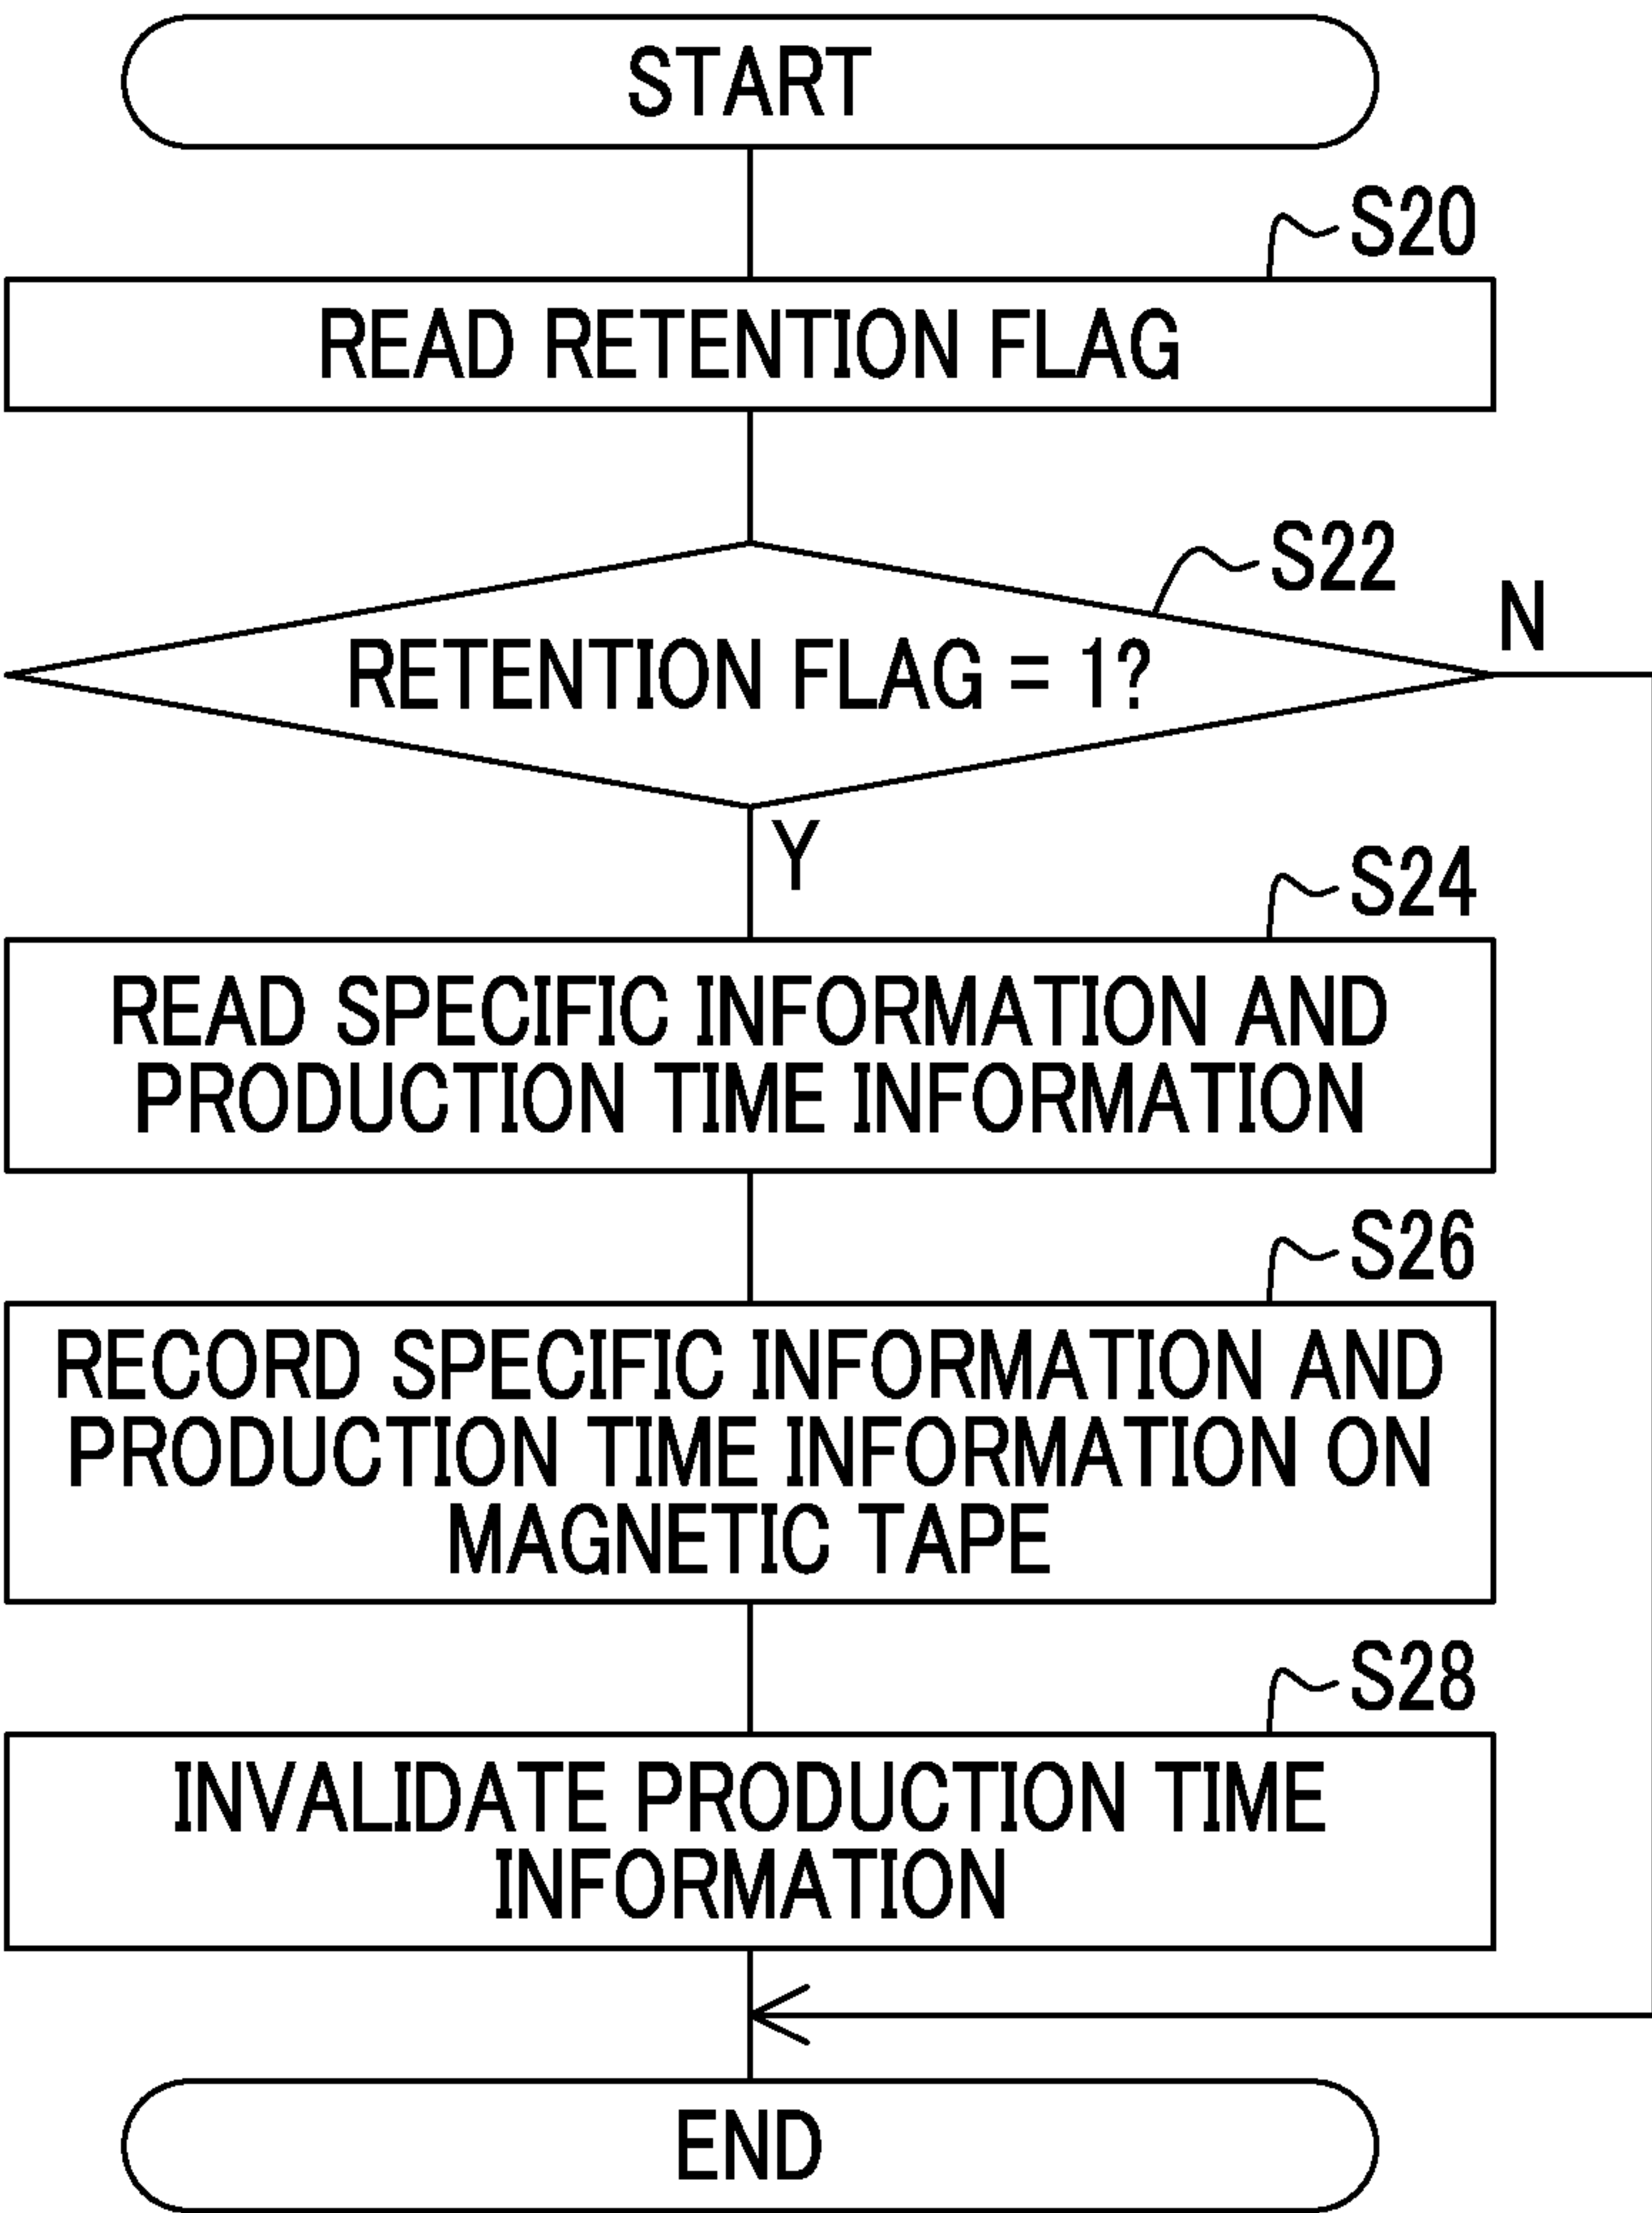 START
S20
READ RETENTION FLAG
S22
N
RETENTION FLAG = 1?
Y
S24
READ SPECIFIC INFORMATION AND
PRODUCTION TIME INFORMATION
S26
RECORD SPECIFIC INFORMATION AND
PRODUCTION TIME INFORMATION ON
MAGNETIC TAPE
S28
INVALIDATE PRODUCTION TIME
INFORMATION
END